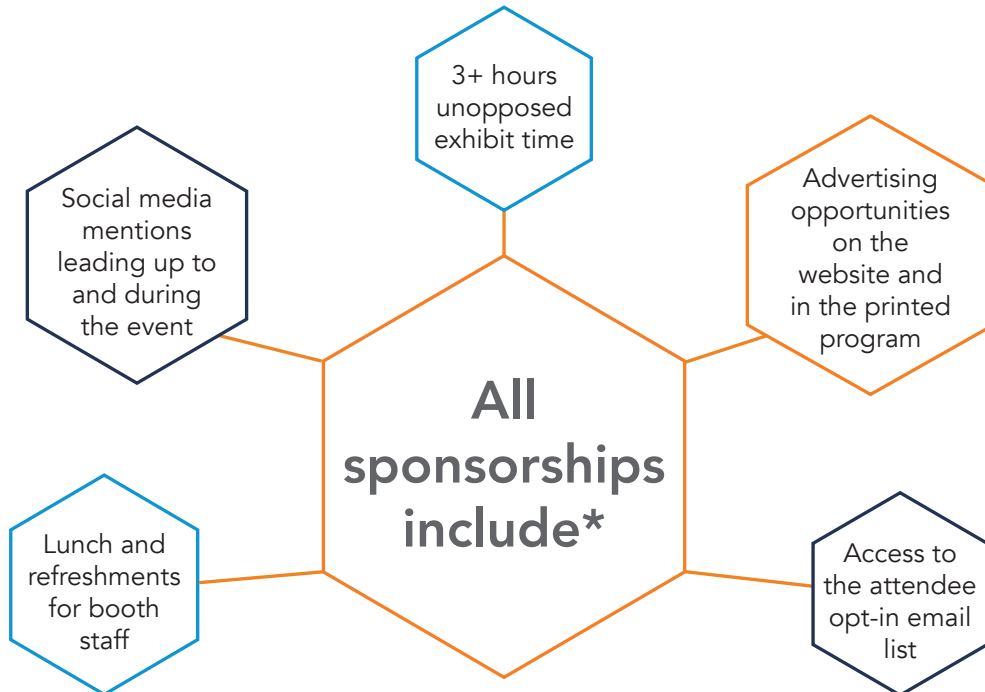 3+ hours
unopposed
exhibit time
Social media
mentions
leading up to
and during
the event
Advertising
opportunities
on the
website and
in the printed
program
All
sponsorships
include*
Lunch and
refreshments
for booth
staff
Access to
the attendee
opt-in email
list